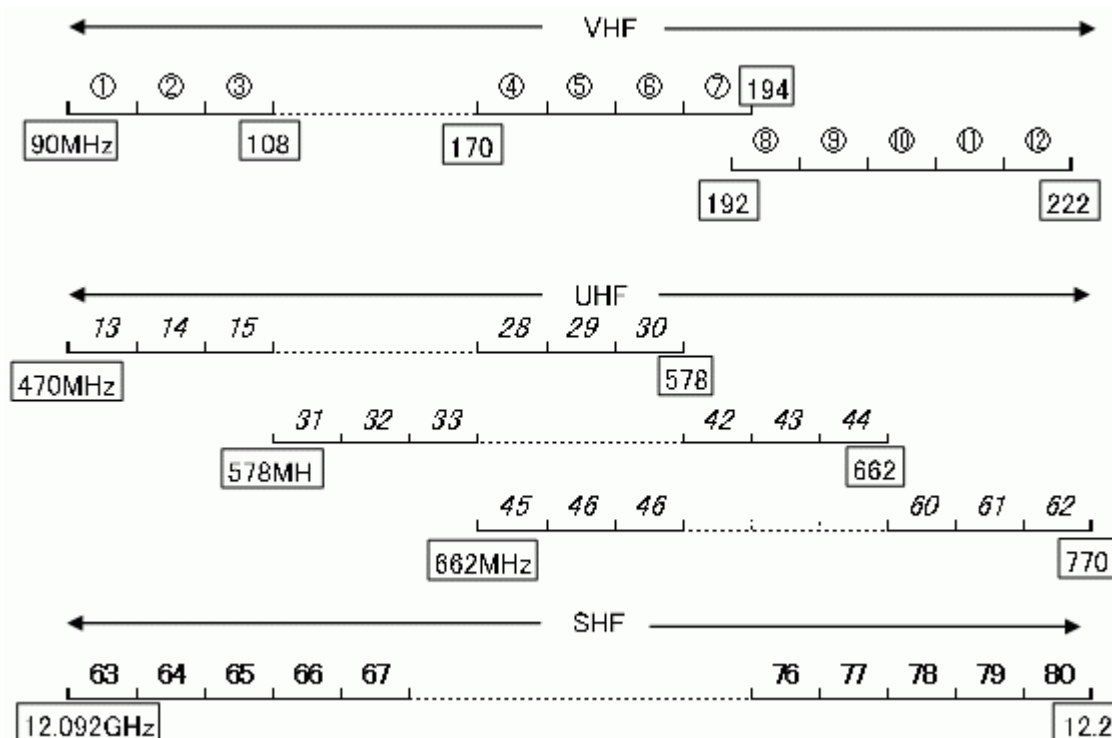 VHF
① ② ③ ④ ⑤ ⑥ ⑦ 194
90MHz 108 170
⑧ ⑨ ⑩ ⑪ ⑫
192 222
UHF
13 14 15 28 29 30
470MHz 578
31 32 33 42 43 44
578MH 662
45 46 46 60 61 62
662MHz 770
SHF
63 64 65 66 67 76 77 78 79 80
12.092GHz 12.2